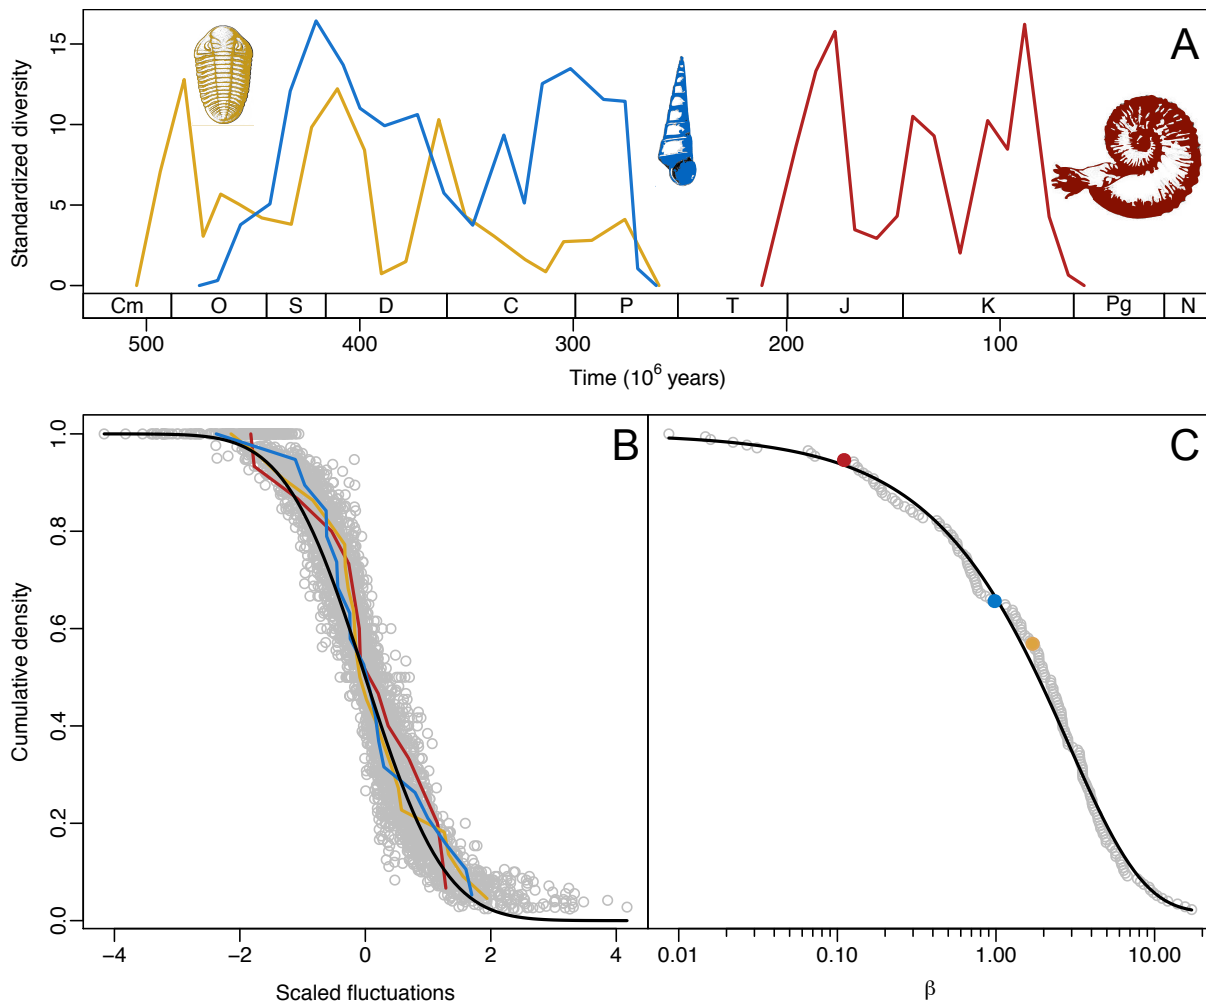 A
Standardized diversity
15
10
5
0
Cm O S D C P T J K Pg N
500 400 300 200 100
Time (10⁶ years)
B
C
Cumulative density
1.0
0.8
0.6
0.4
0.2
0.0
−4 −2 0 2 4
0.01 0.10 1.00 10.00
Scaled fluctuations
β